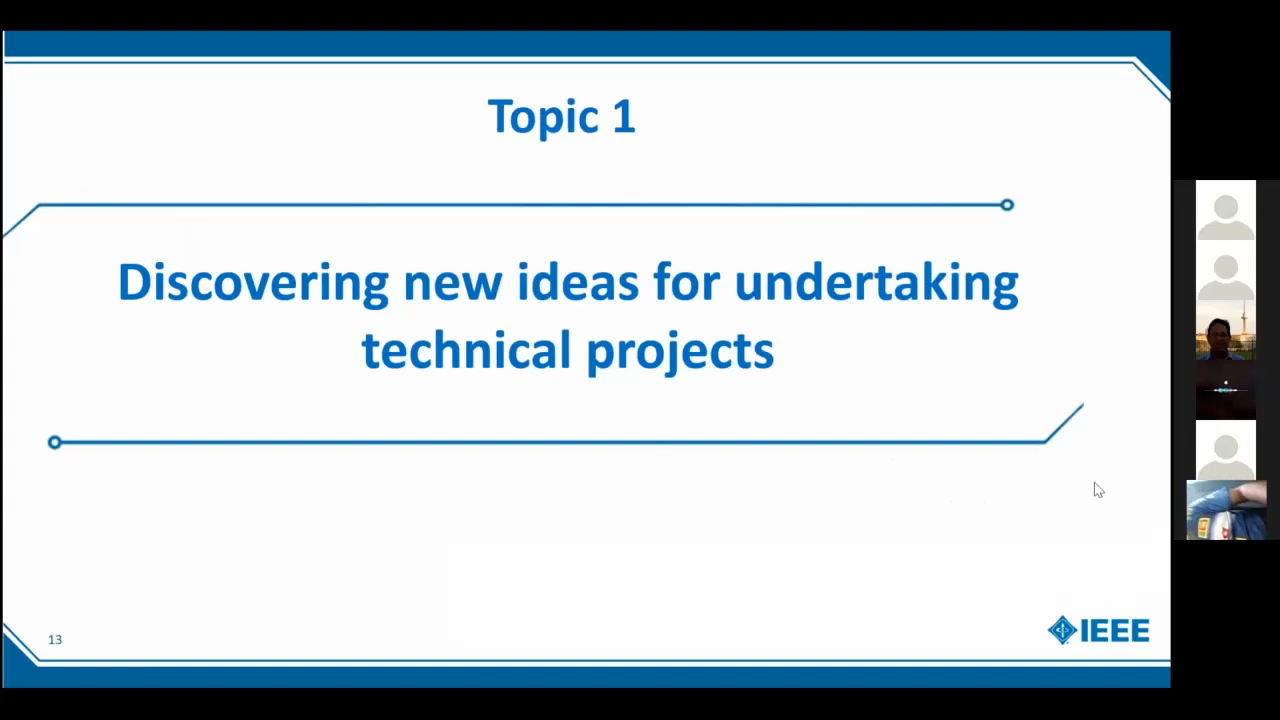 Topic 1
Discovering new ideas for undertaking
technical projects
13
IEEE